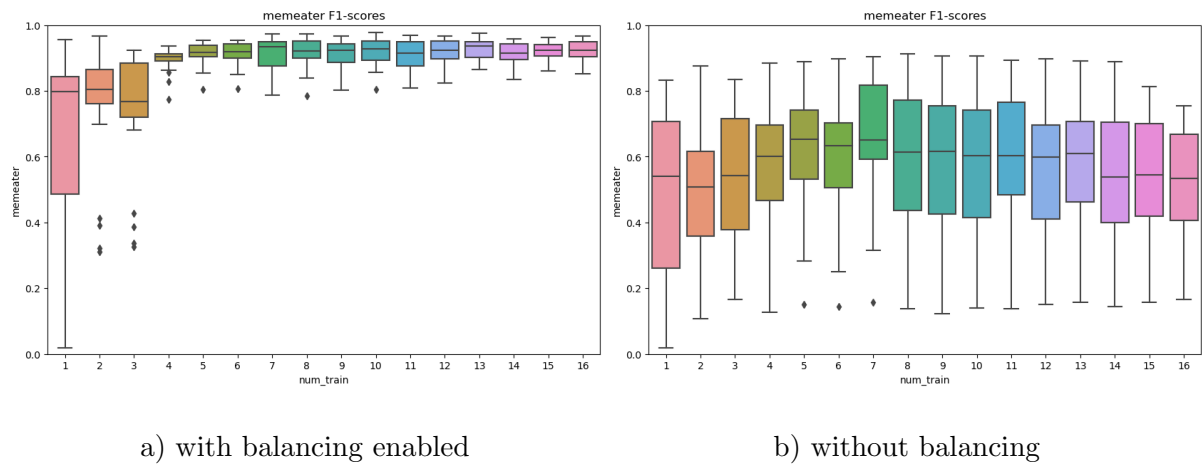 memeater F1-scores
1.0
0.8
0.6
0.4
0.2
0.0
memeater
1 2 3 4 5 6 7 8 9 10 11 12 13 14 15 16
num_train
a) with balancing enabled
memeater F1-scores
1.0
0.8
0.6
0.4
0.2
0.0
memeater
1 2 3 4 5 6 7 8 9 10 11 12 13 14 15 16
num_train
b) without balancing